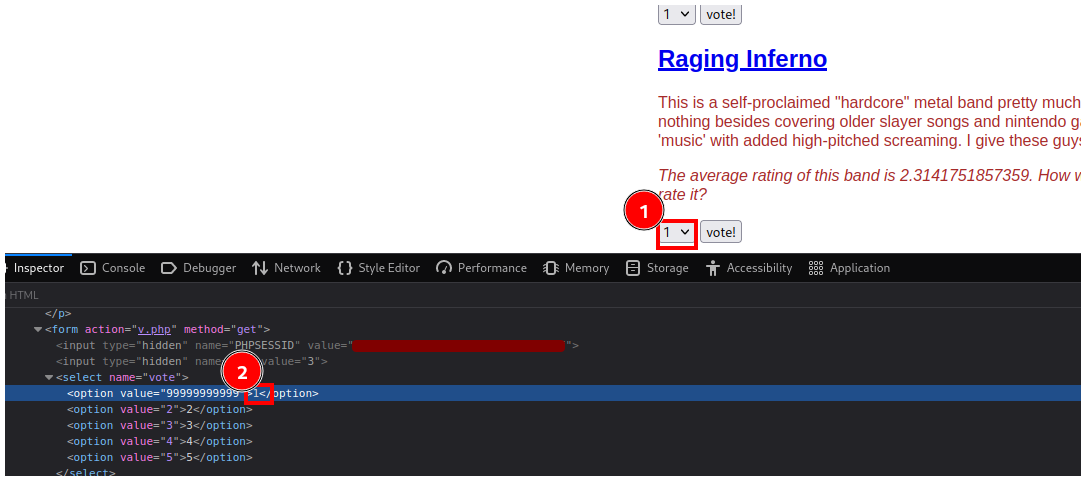 1 vote!
Raging Inferno
This is a self-proclaimed "hardcore" metal band pretty much
nothing besides covering older slayer songs and nintendo ga
'music' with added high-pitched screaming. I give these guys
The average rating of this band is 2.3141751857359. How w
rate it?
1
1 vote!
Inspector Console Debugger Network Style Editor Performance Memory Storage Accessibility Application
HTML
</p>
<form action="v.php" method="get">
<input type="hidden" name="PHPSESSID" value=" ">
<input type="hidden" name value="3">
2
<select name="vote">
<option value="99999999999">1</option>
<option value="2">2</option>
<option value="3">3</option>
<option value="4">4</option>
<option value="5">5</option>
</select>